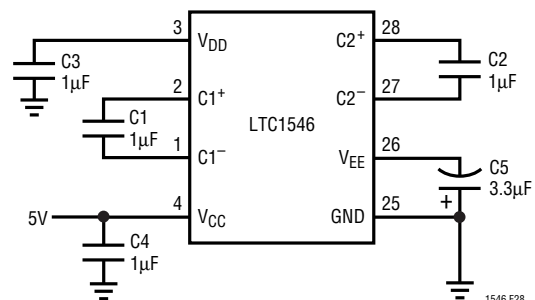 3
VDD
C2+
28
C3
1µF
C2
1µF
2
C1+
C2−
27
C1
1µF
LTC1546
1
C1−
VEE
26
C5
3.3µF
+
5V
4
VCC
GND
25
C4
1µF
1546 F28